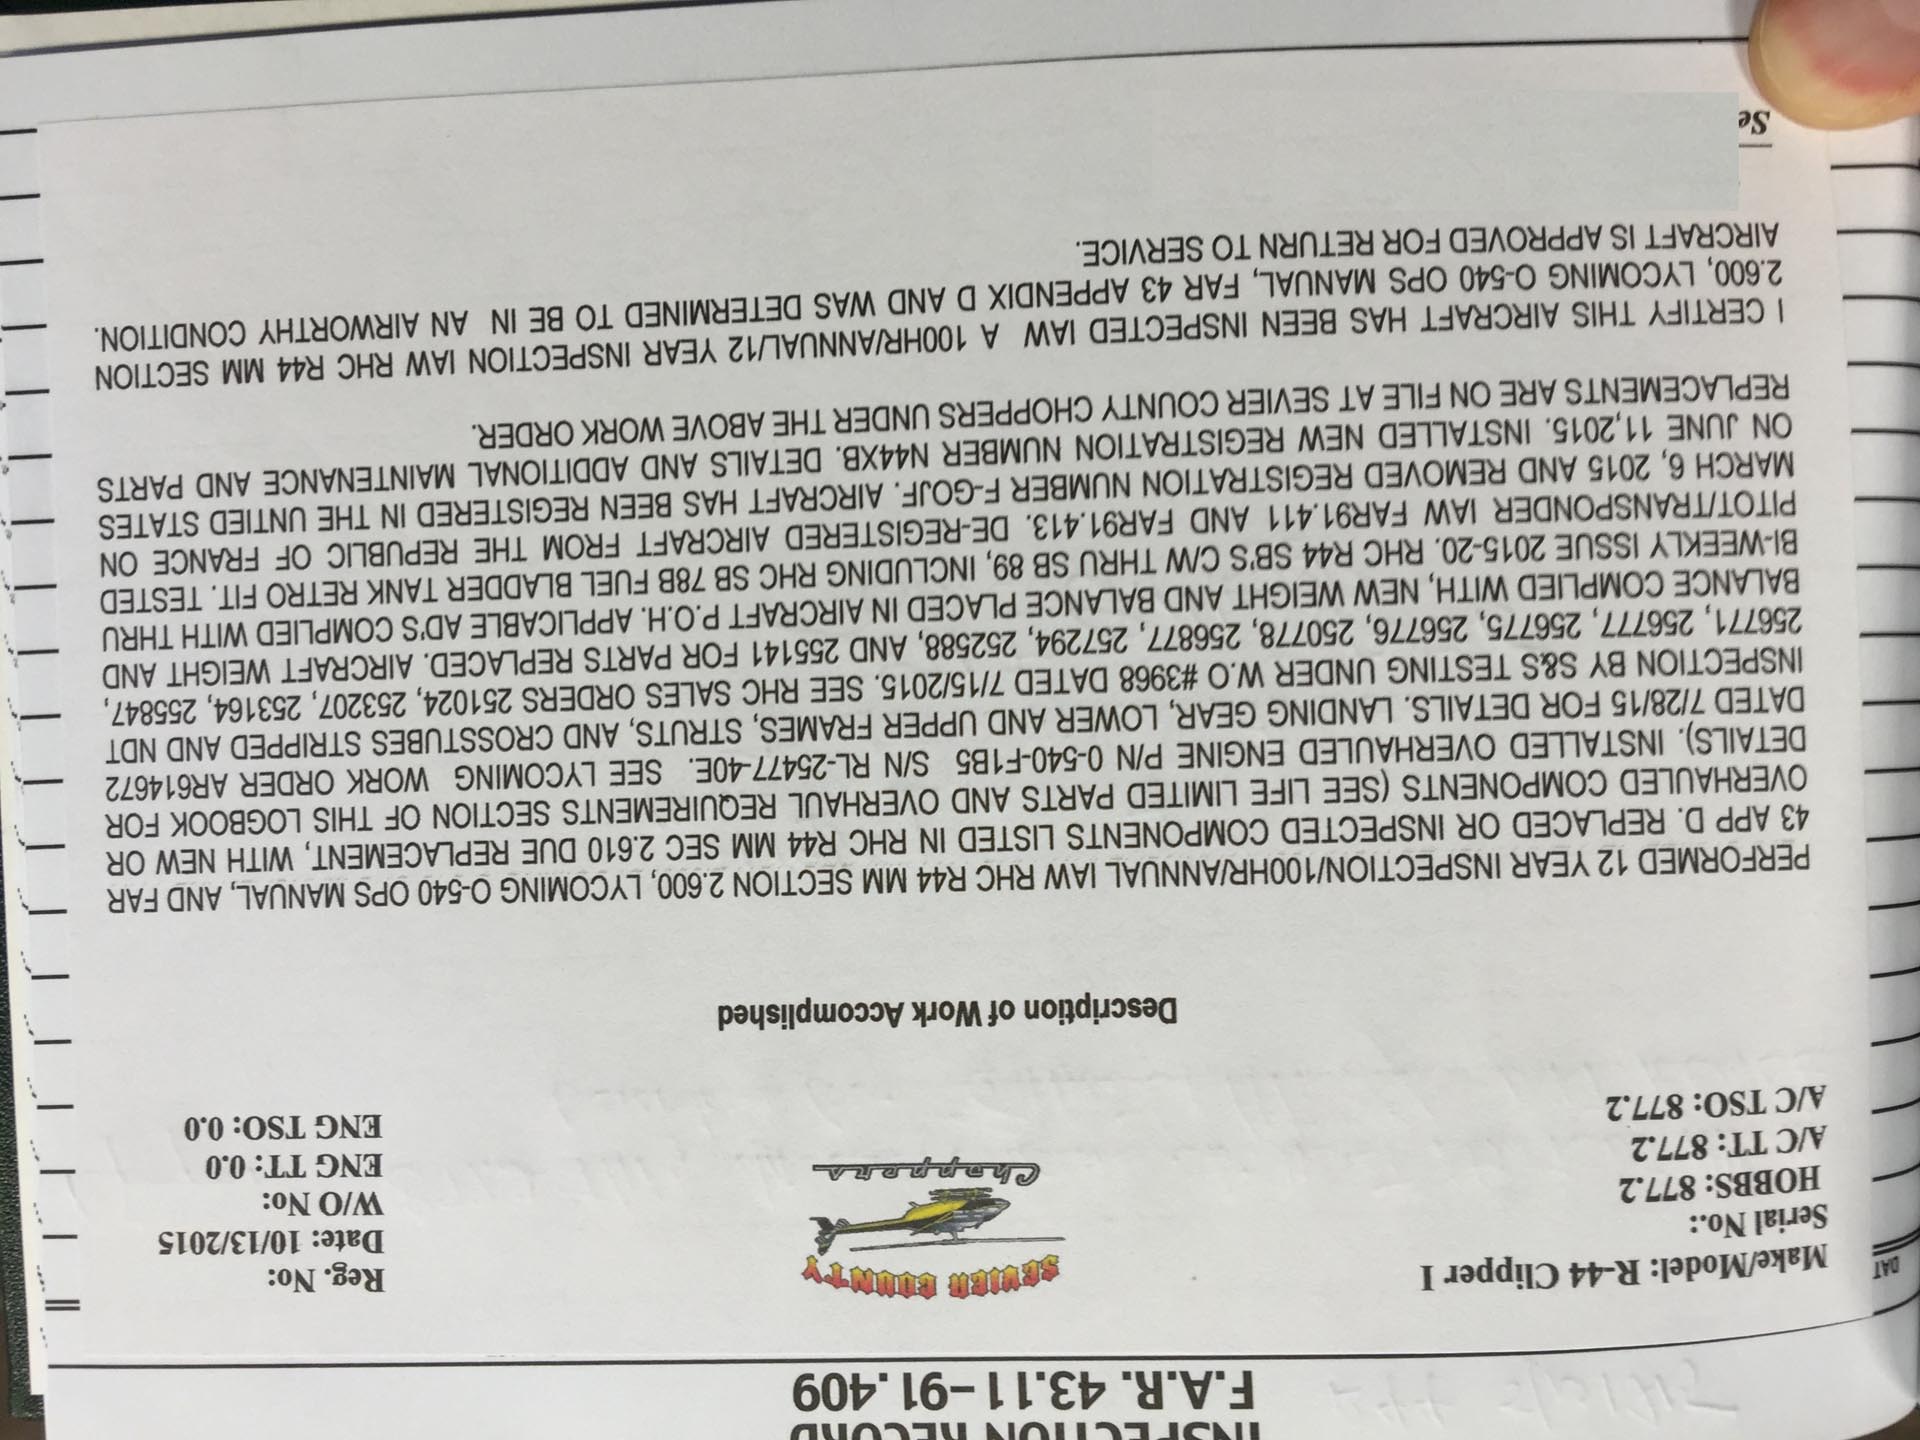 INSPECTION RECORD
F.A.R. 43.11-91.409
DAT
Make/Model: R-44 Clipper I
Serial No.:
HOBBS: 877.2
A/C TT: 877.2
A/C TSO: 877.2
SEVIER COUNTY
Choppers
Reg. No:
Date: 10/13/2015
W/O No:
ENG TT: 0.0
ENG TSO: 0.0
Description of Work Accomplished
PERFORMED 12 YEAR INSPECTION/100HR/ANNUAL IAW RHC R44 MM SECTION 2.600, LYCOMING O-540 OPS MANUAL, AND FAR
43 APP D. REPLACED OR INSPECTED COMPONENTS LISTED IN RHC R44 MM SEC 2.610 DUE REPLACEMENT, WITH NEW OR
OVERHAULED COMPONENTS (SEE LIFE LIMITED PARTS AND OVERHAUL REQUIREMENTS SECTION OF THIS LOGBOOK FOR
DETAILS). INSTALLED OVERHAULED ENGINE P/N 0-540-F1B5 S/N RL-25477-40E. SEE LYCOMING WORK ORDER AR614672
DATED 7/28/15 FOR DETAILS. LANDING GEAR, LOWER AND UPPER FRAMES, STRUTS, AND CROSSTUBES STRIPPED AND NDT
INSPECTION BY S&S TESTING UNDER W.O #3968 DATED 7/15/2015. SEE RHC SALES ORDERS 251024, 253207, 253164, 255847,
256771, 256777, 256775, 256776, 250778, 256877, 257294, 252588, AND 255141 FOR PARTS REPLACED. AIRCRAFT WEIGHT AND
BALANCE COMPLIED WITH, NEW WEIGHT AND BALANCE PLACED IN AIRCRAFT P.O.H. APPLICABLE AD'S COMPLIED WITH THRU
BI-WEEKLY ISSUE 2015-20. RHC R44 SB'S C/W THRU SB 89, INCLUDING RHC SB 78B FUEL BLADDER TANK RETRO FIT. TESTED
PITOT/TRANSPONDER IAW FAR91.411 AND FAR91.413. DE-REGISTERED AIRCRAFT FROM THE REPUBLIC OF FRANCE ON
MARCH 6, 2015 AND REMOVED REGISTRATION NUMBER F-GOJF. AIRCRAFT HAS BEEN REGISTERED IN THE UNTIED STATES
ON JUNE 11,2015. INSTALLED NEW REGISTRATION NUMBER N44XB. DETAILS AND ADDITIONAL MAINTENANCE AND PARTS
REPLACEMENTS ARE ON FILE AT SEVIER COUNTY CHOPPERS UNDER THE ABOVE WORK ORDER.
I CERTIFY THIS AIRCRAFT HAS BEEN INSPECTED IAW A 100HR/ANNUAL/12 YEAR INSPECTION IAW RHC R44 MM SECTION
2.600, LYCOMING O-540 OPS MANUAL, FAR 43 APPENDIX D AND WAS DETERMINED TO BE IN AN AIRWORTHY CONDITION.
AIRCRAFT IS APPROVED FOR RETURN TO SERVICE.
Se